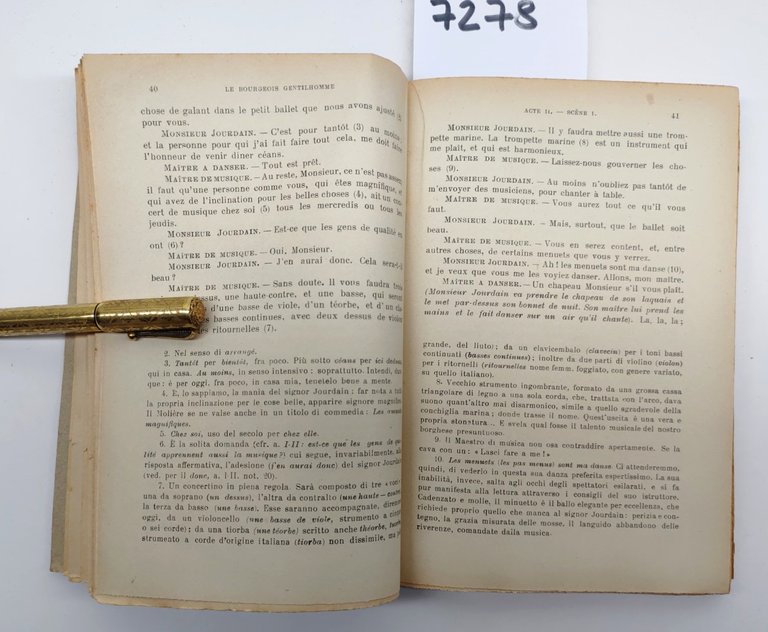 7278
40 LE BOURGEOIS GENTILHOMME
chose de galant dans le petit ballet que nous avons ajusté
pour vous.
MONSIEUR JOURDAIN. — C'est pour tantôt (3) au
et la personne pour qui j'ai fait faire tout cela, me doit faire
l'honneur de venir diner céans.
MAÎTRE A DANSER. — Tout est prêt.
MAÎTRE DE MUSIQUE. — Au reste, Monsieur, ce n'est pas assez,
il faut qu'une personne comme vous, qui êtes magnifique, et
qui avez de l'inclination pour les belles choses (4), ait un con-
cert de musique chez soi (5) tous les mercredis ou tous les
jeudis.
MONSIEUR JOURDAIN. — Est-ce que les gens de qualité en
ont (6)?
MAÎTRE DE MUSIQUE. — Oui, Monsieur.
MONSIEUR JOURDAIN. — J'en aurai donc. Cela
beau ?
MAÎTRE DE MUSIQUE. — Sans doute. Il vous faudra trois
dessus, une haute-contre, et une basse, qui seront
d'une basse de viole, d'un téorbe, et d'un
basses continues, avec deux dessus de violon
ritournelles (7).
2. Nel senso di arrangé.
3. Tantôt per bientôt, fra poco. Più sotto céans per ici dedans,
qui in casa. Au moins, in senso intensivo : soprattutto. Intendi, dun-
que : è per oggi, fra poco, in casa mia, tenetelo bene a mente.
4. E, lo sappiamo, la mania del signor Jourdain : far nota a tutti
la propria inclinazione per le cose belle, apparire signore magnifico.
Il Molière se ne vaise anche in un titolo di commedia : Les
magnifiques.
5. Chez soi, uso del secolo per chez elle.
6. È la solita domanda (cfr. a. I-II : est-ce que les gens de qua-
lité apprennent aussi la musique?) cui segue, invariabilmente, alla
risposta affermativa, l'adesione (j'en aurai donc) del signor Jourdain
(ved. per il donc, a. I II. not. 20).
7. Un concertino in piena regola. Sarà composto di tre « voci »
una da soprano (un dessus), l'altra da contralto (une haute-contre,
la terza da basso (une basse). Esse saranno accompagnate, diremo
oggi, da un violoncello (une basse de viole, strumento a cinque
o sei corde); da una tiorba (une téorbe) scritto anche théorbe,
strumento a corde d'origine italiana (tiorba) non dissimile, ma
ACTE II. — SCÈNE I. 41
MONSIEUR JOURDAIN. — Il y faudra mettre aussi une trom-
pette marine. La trompette marine (8) est un instrument qui
me plaît, et qui est harmonieux.
MAÎTRE DE MUSIQUE. — Laissez-nous gouverner les cho-
ses (9).
MONSIEUR JOURDAIN. — Au moins n'oubliez pas tantôt de
m'envoyer des musiciens, pour chanter à table.
MAÎTRE DE MUSIQUE. — Vous aurez tout ce qu'il vous
faut.
MONSIEUR JOURDAIN. — Mais, surtout, que le ballet soit
beau.
MAÎTRE DE MUSIQUE. — Vous en serez content, et, entre
autres choses, de certains menuets que vous y verrez.
MONSIEUR JOURDAIN. — Ah! les menuets sont ma danse (10),
et je veux que vous me les voyiez danser. Allons, mon maître.
MAÎTRE A DANSER. — Un chapeau Monsieur s'il vous plaît.
(Monsieur Jourdain va prendre le chapeau de son laquais et
le met par-dessus son bonnet de nuit. Son maître lui prend les
mains et le fait danser sur un air qu'il chante). La, la, la ;
grande, del liuto); da un clavicembalo (clavecin) per i toni bassi
continuati (basses continues); inoltre da due parti di violino (violon)
per i ritornelli (ritournelles nome femm. foggiato, con genere variato,
su quello italiano).
8. Vecchio strumento ingombrante, formato da una grossa cassa
triangolare di legno a una sola corda, che, trattata con l'arco, dava
suono quant'altro mai disarmonico, simile a quello sgradevole della
conchiglia marina ; donde trasse il nome. Quest'uscita è una vera e
propria stonatura.. E svela qual fosse il talento musicale del nostro
borghese presuntuoso.
9. Il Maestro di musica non osa contraddire apertamente. Se la
cava con un : « Lasci fare a me! »
10. Les menuets (les pas menus) sont ma danse. Ci attenderemmo,
quindi, di vederlo in questa sua danza preferita espertissimo. La sua
inabilità, invece, salta agli occhi degli spettatori esilarati, e si fa
pur manifesta alla lettura attraverso i consigli del suo istruttore.
Cadenzato e molle, il minuetto è il ballo elegante per eccellenza, che
richiede proprio quello che manca al signor Jourdain : perizia e con-
tegno, la grazia misurata delle mosse, il languido abbandono delle
riverenze, comandate dalla musica.